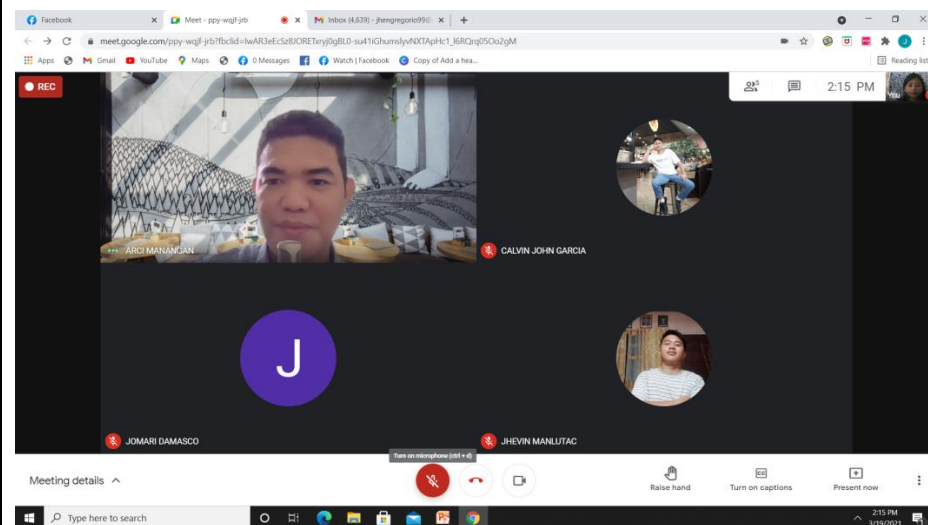 Facebook
Meet - ppy-wqjf-jrb
Inbox (4,639) - jhengregorio99@
meet.google.com/ppy-wqjf-jrb?fbclid=
Apps
Gmail
YouTube
Maps
0 Messages
Watch | Facebook
Copy of Add a hea...
Reading list
REC
5
2:15 PM
You
ARCI MANANGAN
CALVIN JOHN GARCIA
J
JOMARI DAMASCO
JHEVIN MANLUTAC
Turn on microphone (ctrl + d)
Meeting details
Raise hand
Turn on captions
Present now
Type here to search
2:15 PM
3/19/2021